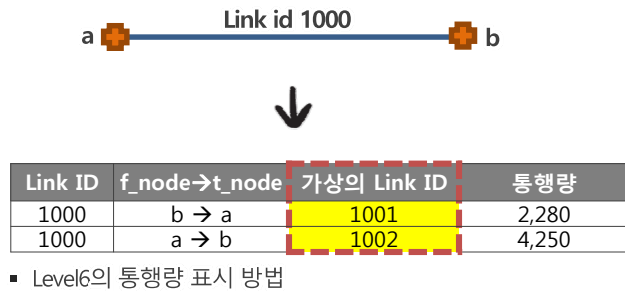 Link id 1000
a b
Link ID f_node→t_node 가상의 Link ID 통행량
1000 b → a 1001 2,280
1000 a → b 1002 4,250
▪ Level6의 통행량 표시 방법